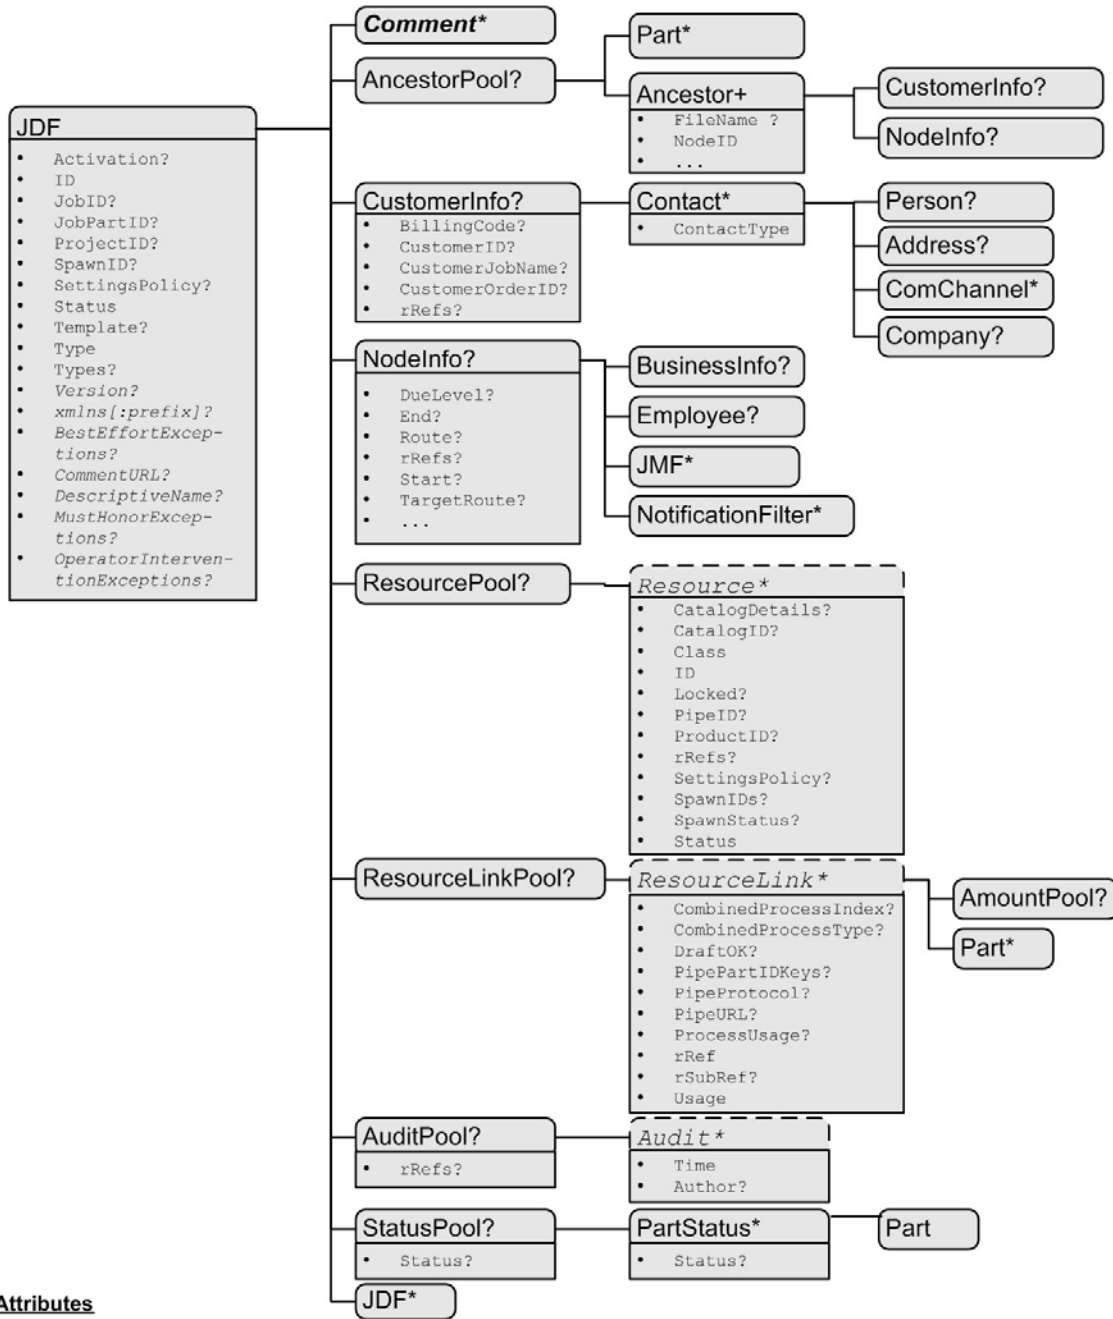 JDF
• Activation?
• ID
• JobID?
• JobPartID?
• ProjectID?
• SpawnID?
• SettingsPolicy?
• Status
• Template?
• Type
• Types?
• Version?
• xmlns[:prefix]?
• BestEffortExcep-
tions?
• CommentURL?
• DescriptiveName?
• MustHonorExcep-
tions?
• OperatorInterven-
tionExceptions?
Comment*
AncestorPool?
Part*
Ancestor+
• FileName ?
• NodeID
• ...
CustomerInfo?
NodeInfo?
CustomerInfo?
• BillingCode?
• CustomerID?
• CustomerJobName?
• CustomerOrderID?
• rRefs?
Contact*
• ContactType
Person?
Address?
ComChannel*
Company?
NodeInfo?
• DueLevel?
• End?
• Route?
• rRefs?
• Start?
• TargetRoute?
• ...
BusinessInfo?
Employee?
JMF*
NotificationFilter*
ResourcePool?
Resource*
• CatalogDetails?
• CatalogID?
• Class
• ID
• Locked?
• PipeID?
• ProductID?
• rRefs?
• SettingsPolicy?
• SpawnIDs?
• SpawnStatus?
• Status
ResourceLinkPool?
ResourceLink*
• CombinedProcessIndex?
• CombinedProcessType?
• DraftOK?
• PipePartIDKeys?
• PipeProtocol?
• PipeURL?
• ProcessUsage?
• rRef
• rSubRef?
• Usage
AmountPool?
Part*
AuditPool?
• rRefs?
Audit*
• Time
• Author?
StatusPool?
• Status?
PartStatus*
• Status?
Part
JDF*
Attributes